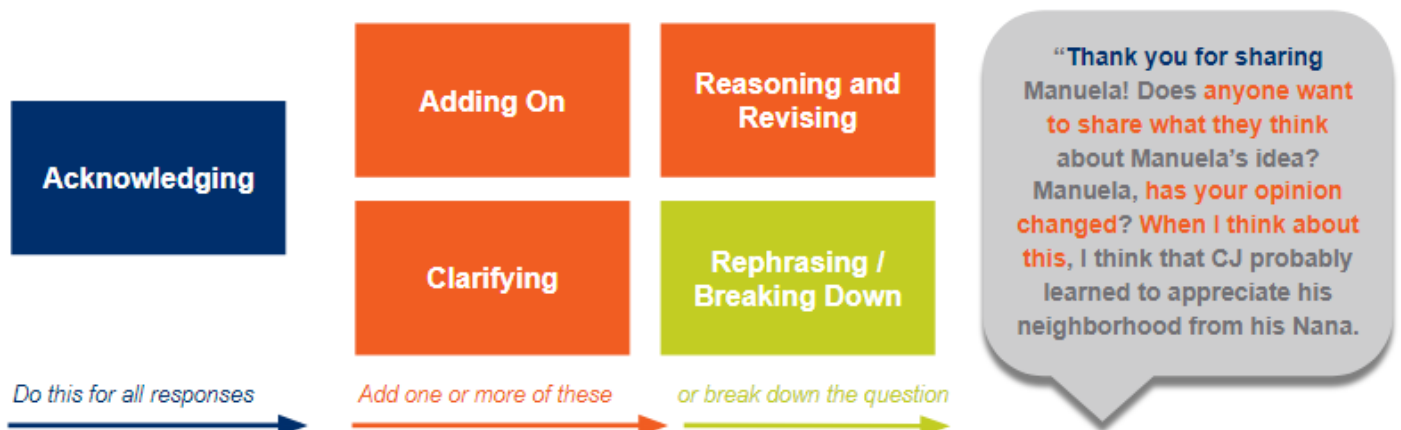 Acknowledging
Do this for all responses
Adding On
Clarifying
Add one or more of these
Reasoning and
Revising
Rephrasing /
Breaking Down
or break down the question
“Thank you for sharing
Manuela! Does anyone want
to share what they think
about Manuela’s idea?
Manuela, has your opinion
changed? When I think about
this, I think that CJ probably
learned to appreciate his
neighborhood from his Nana.